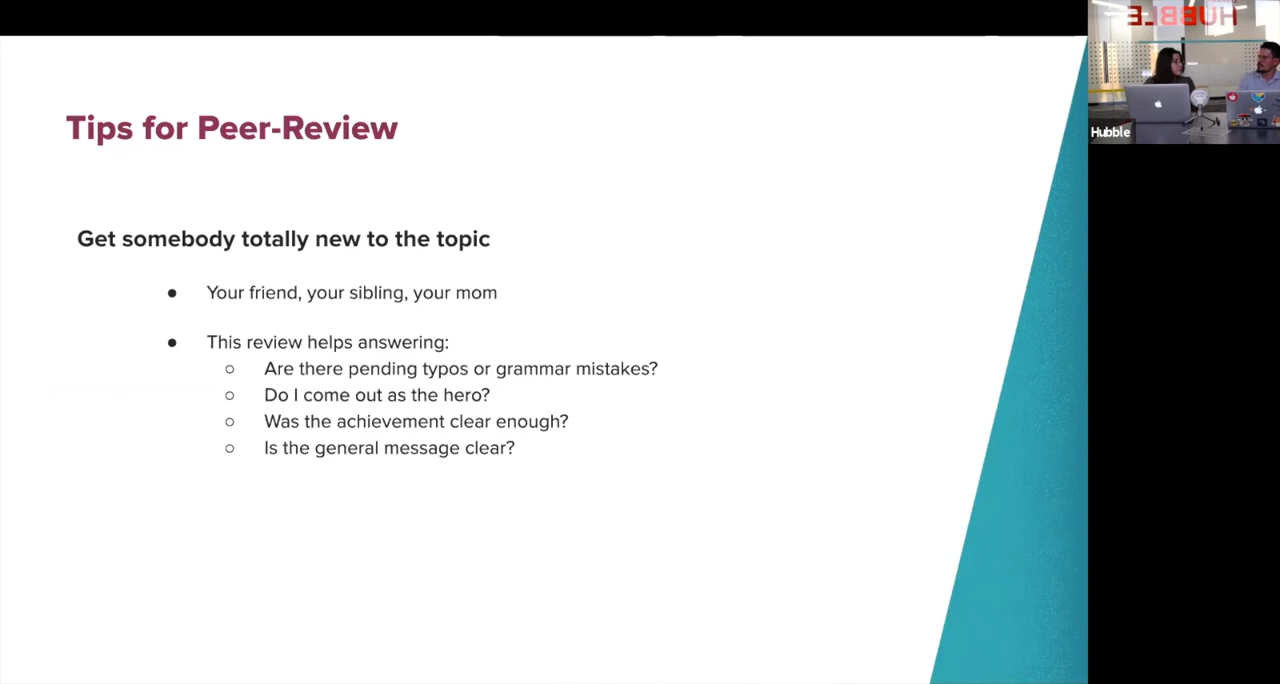 Tips for Peer-Review
Get somebody totally new to the topic
● Your friend, your sibling, your mom
● This review helps answering:
○ Are there pending typos or grammar mistakes?
○ Do I come out as the hero?
○ Was the achievement clear enough?
○ Is the general message clear?
HUBBLE
Hubble